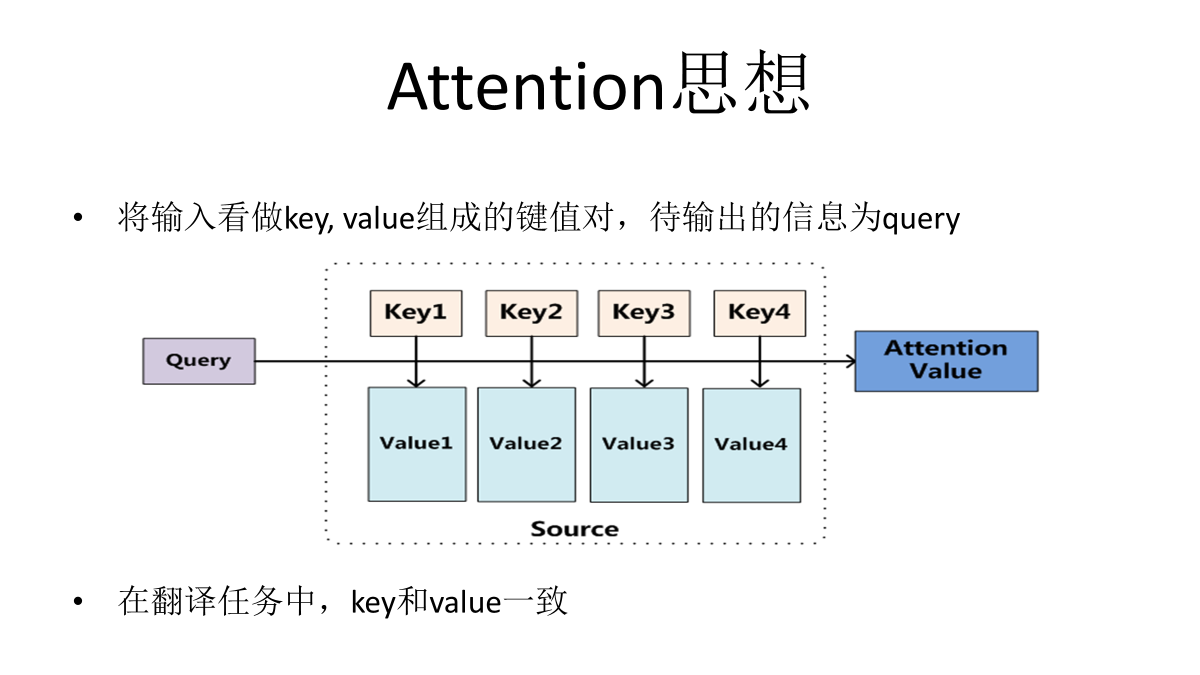 Attention思想
• 将输入看做key, value组成的键值对，待输出的信息为query
Key1 Key2 Key3 Key4
Query
Attention
Value
Value1 Value2 Value3 Value4
Source
• 在翻译任务中，key和value一致